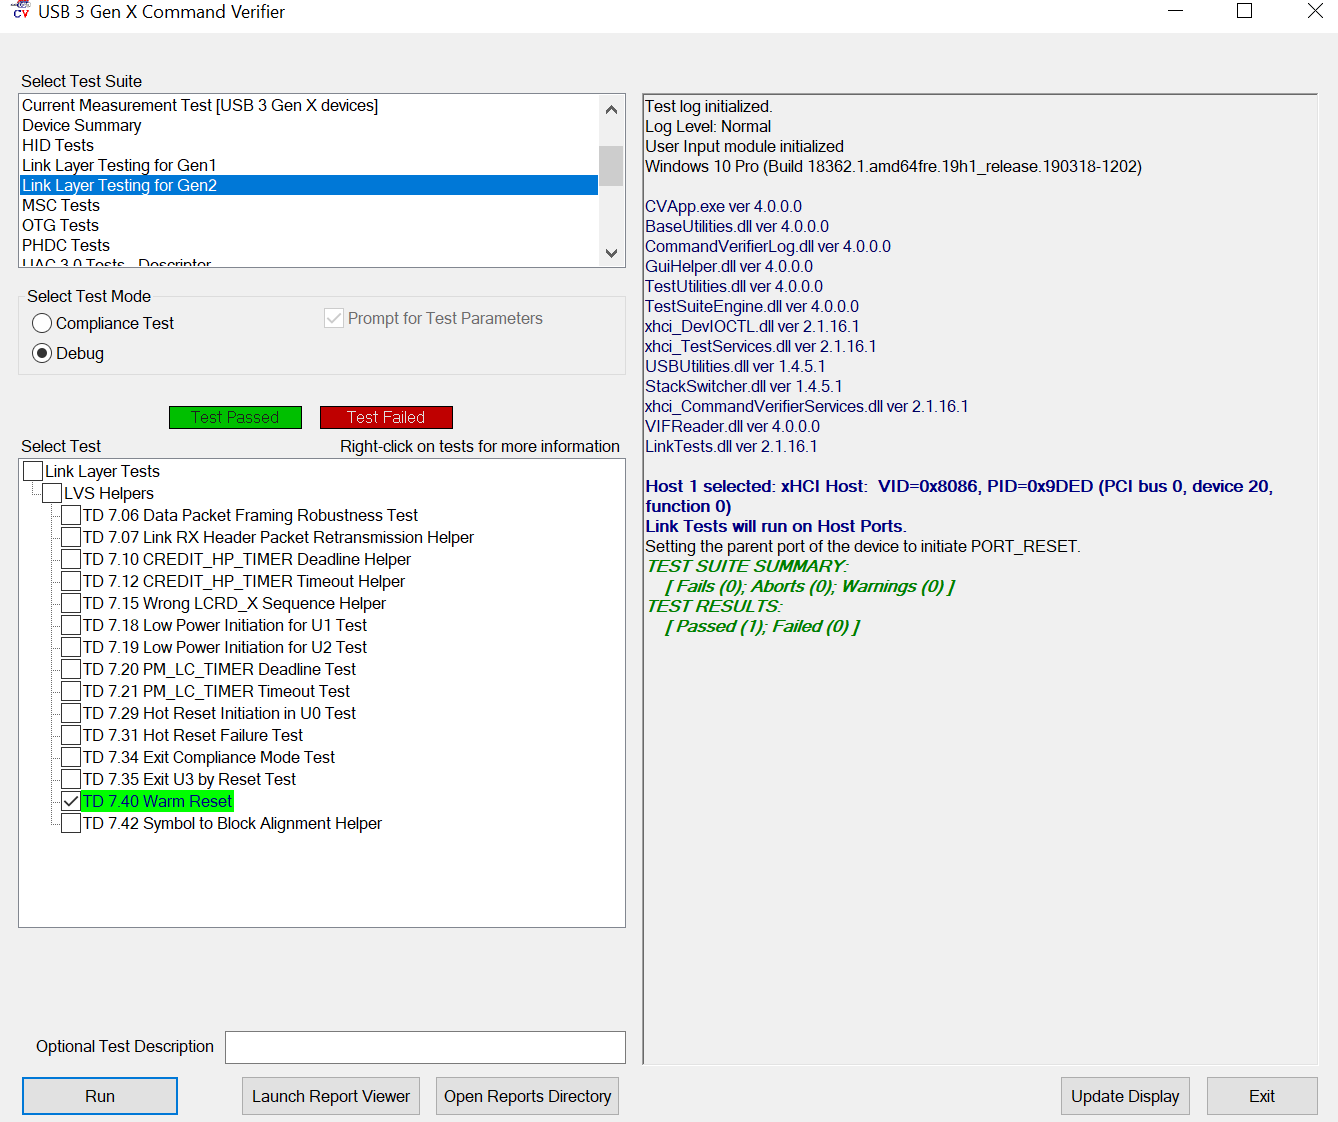 USB 3 Gen X Command Verifier
Select Test Suite
Current Measurement Test [USB 3 Gen X devices]
Device Summary
HID Tests
Link Layer Testing for Gen1
Link Layer Testing for Gen2
MSC Tests
OTG Tests
PHDC Tests
UAC 3.0 Tests - Descriptor
Select Test Mode
Compliance Test
Prompt for Test Parameters
Debug
Test Passed
Test Failed
Select Test
Right-click on tests for more information
Link Layer Tests
LVS Helpers
TD 7.06 Data Packet Framing Robustness Test
TD 7.07 Link RX Header Packet Retransmission Helper
TD 7.10 CREDIT_HP_TIMER Deadline Helper
TD 7.12 CREDIT_HP_TIMER Timeout Helper
TD 7.15 Wrong LCRD_X Sequence Helper
TD 7.18 Low Power Initiation for U1 Test
TD 7.19 Low Power Initiation for U2 Test
TD 7.20 PM_LC_TIMER Deadline Test
TD 7.21 PM_LC_TIMER Timeout Test
TD 7.29 Hot Reset Initiation in U0 Test
TD 7.31 Hot Reset Failure Test
TD 7.34 Exit Compliance Mode Test
TD 7.35 Exit U3 by Reset Test
TD 7.40 Warm Reset
TD 7.42 Symbol to Block Alignment Helper
Optional Test Description
Run
Launch Report Viewer
Open Reports Directory
Test log initialized.
Log Level: Normal
User Input module initialized
Windows 10 Pro (Build 18362.1.amd64fre.19h1_release.190318-1202)
CVApp.exe ver 4.0.0.0
BaseUtilities.dll ver 4.0.0.0
CommandVerifierLog.dll ver 4.0.0.0
GuiHelper.dll ver 4.0.0.0
TestUtilities.dll ver 4.0.0.0
TestSuiteEngine.dll ver 4.0.0.0
xhci_DevIOCTL.dll ver 2.1.16.1
xhci_TestServices.dll ver 2.1.16.1
USBUtilities.dll ver 1.4.5.1
StackSwitcher.dll ver 1.4.5.1
xhci_CommandVerifierServices.dll ver 2.1.16.1
VIFReader.dll ver 4.0.0.0
LinkTests.dll ver 2.1.16.1
Host 1 selected: xHCI Host: VID=0x8086, PID=0x9DED (PCI bus 0, device 20,
function 0)
Link Tests will run on Host Ports.
Setting the parent port of the device to initiate PORT_RESET.
TEST SUITE SUMMARY:
[ Fails (0); Aborts (0); Warnings (0) ]
TEST RESULTS:
[ Passed (1); Failed (0) ]
Update Display
Exit